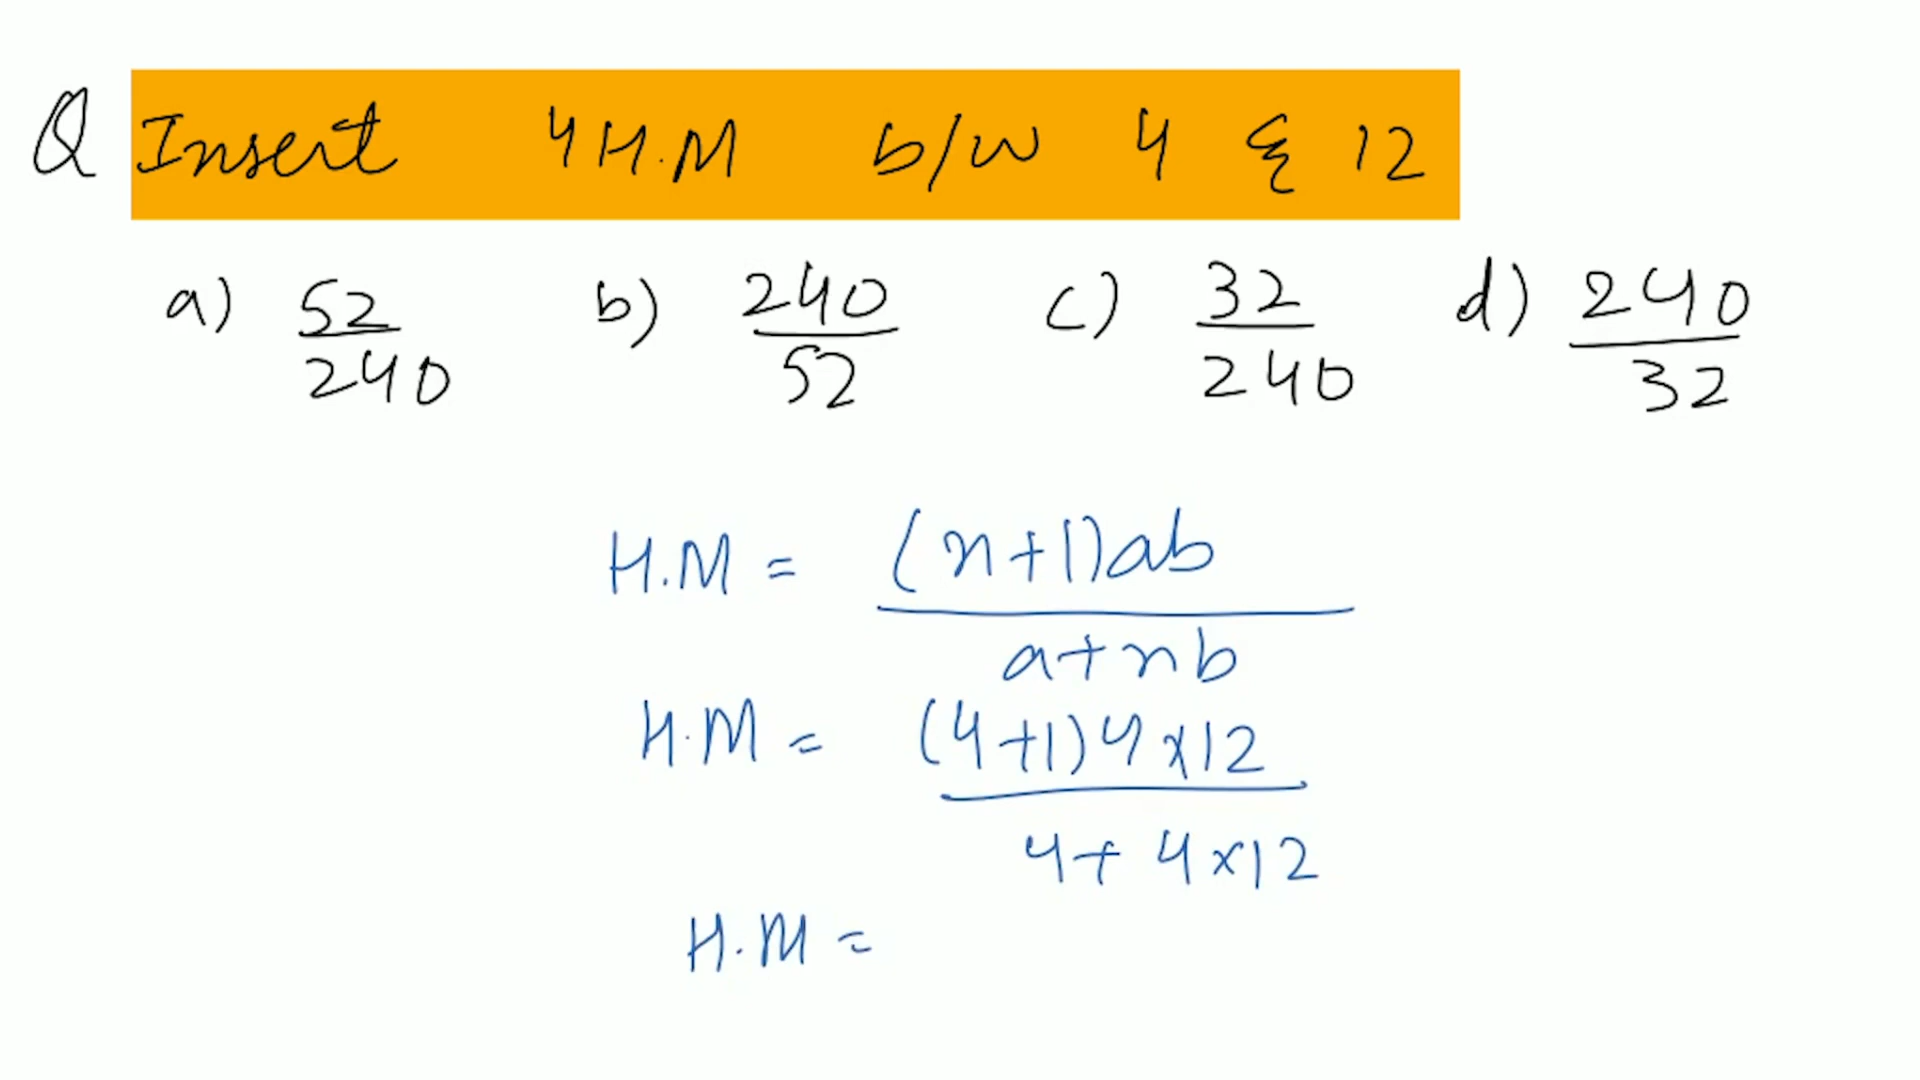 Q Insert 4 H.M b/w 4 & 12
a) 52/240 b) 240/52 c) 32/240 d) 240/32
H.M = (n+1)ab
a+nb
H.M = (4+1)4×12
4+4×12
H.M =